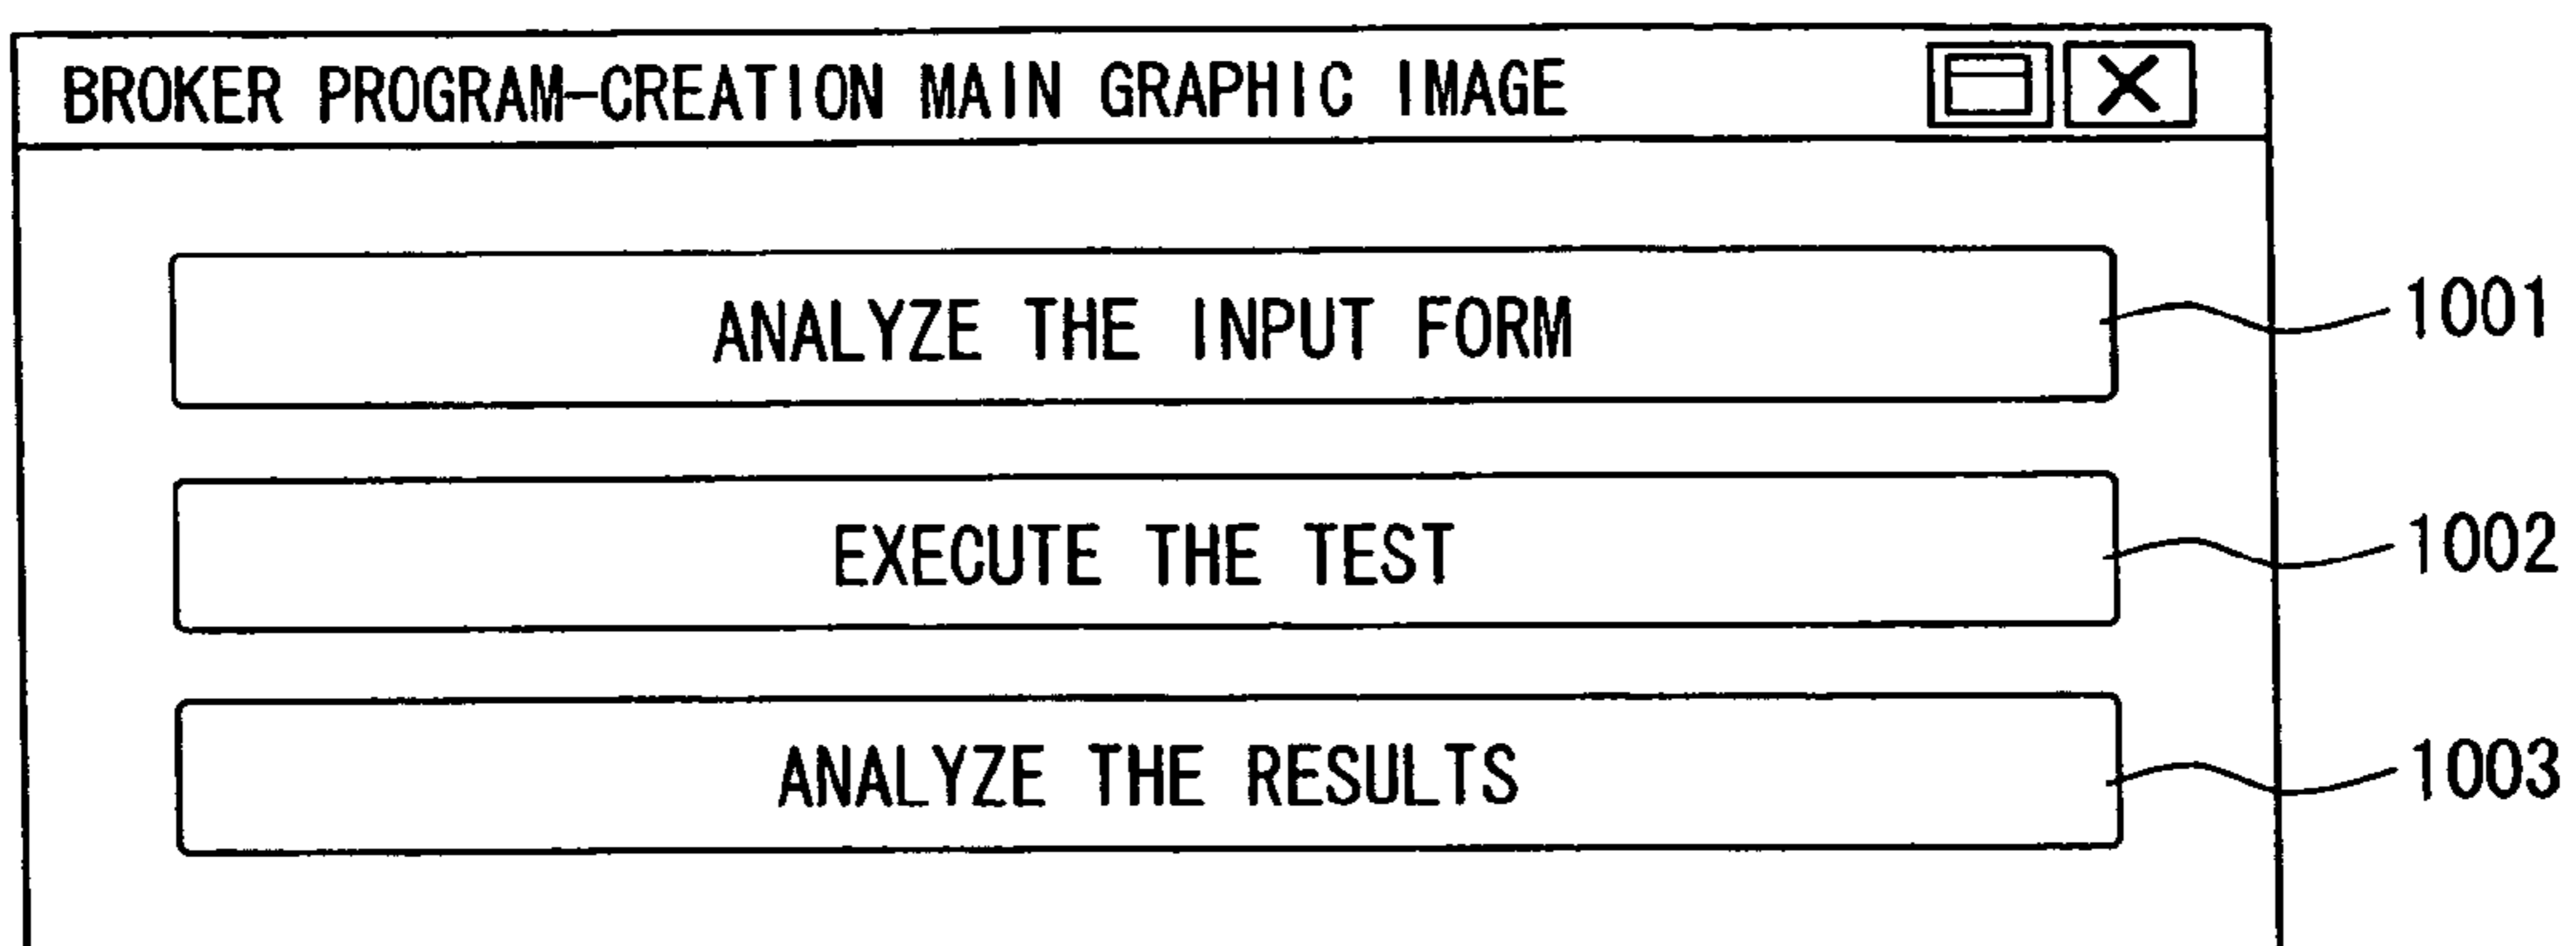 BROKER PROGRAM-CREATION MAIN GRAPHIC IMAGE
ANALYZE THE INPUT FORM
1001
EXECUTE THE TEST
1002
ANALYZE THE RESULTS
1003